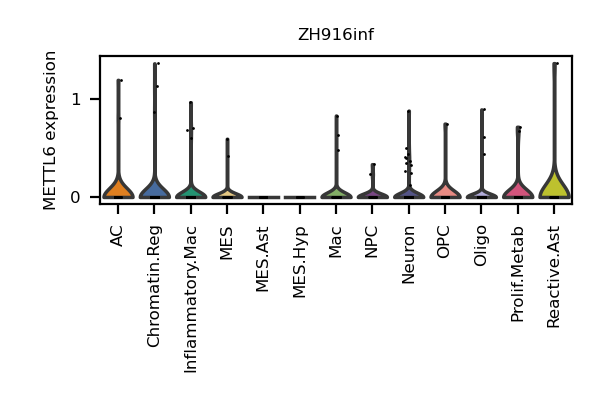 ZH916inf
METTL6 expression
1
0
AC
Chromatin.Reg
Inflammatory.Mac
MES
MES.Ast
MES.Hyp
Mac
NPC
Neuron
OPC
Oligo
Prolif.Metab
Reactive.Ast